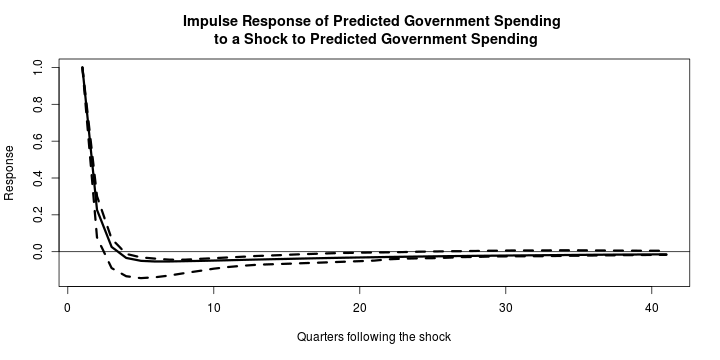 Impulse Response of Predicted Government Spending
to a Shock to Predicted Government Spending
Response
1.0
0.8
0.6
0.4
0.2
0.0
0 10 20 30 40
Quarters following the shock